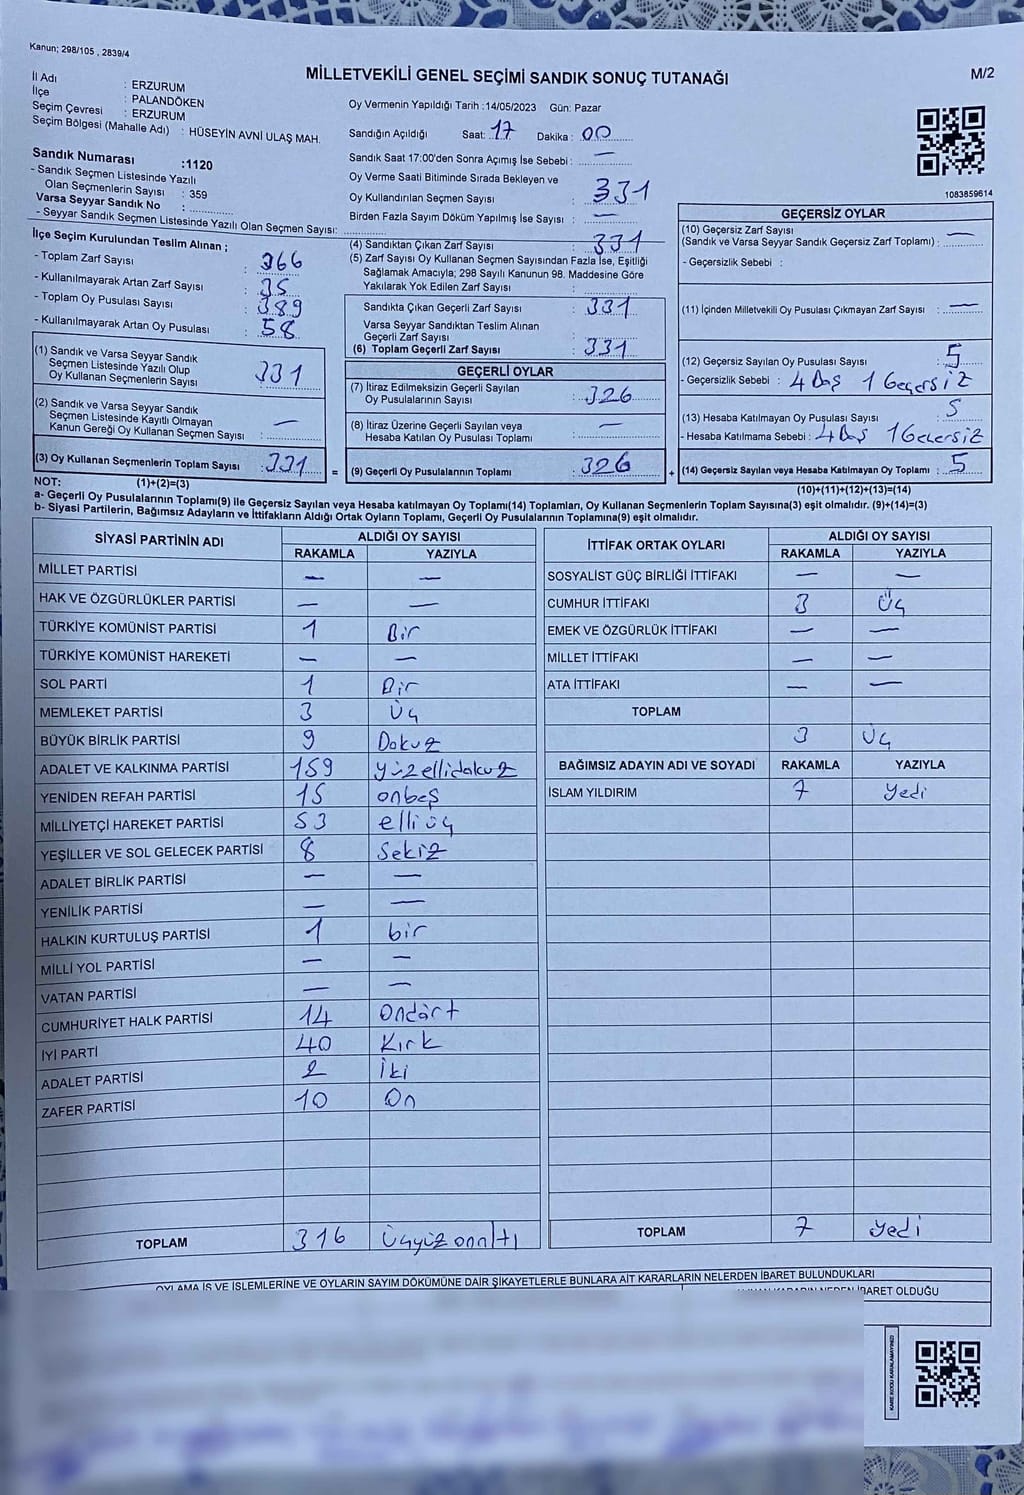 Kanun; 298/105 , 2839/4
MİLLETVEKİLİ GENEL SEÇİMİ SANDIK SONUÇ TUTANAĞI
M/2
İl Adı : ERZURUM
İlçe : PALANDÖKEN
Seçim Çevresi : ERZURUM
Seçim Bölgesi (Mahalle Adı) : HÜSEYİN AVNİ ULAŞ MAH.
Sandık Numarası :1120
- Sandık Seçmen Listesinde Yazılı
Olan Seçmenlerin Sayısı : 359
Varsa Seyyar Sandık No :
- Seyyar Sandık Seçmen Listesinde Yazılı Olan Seçmen Sayısı:
İlçe Seçim Kurulundan Teslim Alınan ;
- Toplam Zarf Sayısı : 366
- Kullanılmayarak Artan Zarf Sayısı : 35
- Toplam Oy Pusulası Sayısı : 389
- Kullanılmayarak Artan Oy Pusulası : 58
(1) Sandık ve Varsa Seyyar Sandık
Seçmen Listesinde Yazılı Olup
Oy Kullanan Seçmenlerin Sayısı : 331
(2) Sandık ve Varsa Seyyar Sandık
Seçmen Listesinde Kayıtlı Olmayan
Kanun Gereği Oy Kullanan Seçmen Sayısı : —
(3) Oy Kullanan Seçmenlerin Toplam Sayısı : 331
Oy Vermenin Yapıldığı Tarih :14/05/2023 Gün: Pazar
Sandığın Açıldığı Saat: 17 Dakika : 00
Sandık Saat 17:00'den Sonra Açımış İse Sebebi : —
Oy Verme Saati Bitiminde Sırada Bekleyen ve
Oy Kullandırılan Seçmen Sayısı : 331
Birden Fazla Sayım Döküm Yapılmış İse Sayısı : —
(4) Sandıktan Çıkan Zarf Sayısı : 331
(5) Zarf Sayısı Oy Kullanan Seçmen Sayısından Fazla İse, Eşitliği
Sağlamak Amacıyla; 298 Sayılı Kanunun 98. Maddesine Göre
Yakılarak Yok Edilen Zarf Sayısı :
Sandıkta Çıkan Geçerli Zarf Sayısı : 331
Varsa Seyyar Sandıktan Teslim Alınan
Geçerli Zarf Sayısı :
(6) Toplam Geçerli Zarf Sayısı : 331
GEÇERLİ OYLAR
(7) İtiraz Edilmeksizin Geçerli Sayılan
Oy Pusulalarının Sayısı : 326
(8) İtiraz Üzerine Geçerli Sayılan veya
Hesaba Katılan Oy Pusulası Toplamı : —
= (9) Geçerli Oy Pusulalarının Toplamı : 326
1083859614
GEÇERSİZ OYLAR
(10) Geçersiz Zarf Sayısı
(Sandık ve Varsa Seyyar Sandık Geçersiz Zarf Toplamı) : —
- Geçersizlik Sebebi :
(11) İçinden Milletvekili Oy Pusulası Çıkmayan Zarf Sayısı : —
(12) Geçersiz Sayılan Oy Pusulası Sayısı : 5
- Geçersizlik Sebebi : 4 Boş 1 Geçersiz
(13) Hesaba Katılmayan Oy Pusulası Sayısı : 5
- Hesaba Katılmama Sebebi : 4 Boş 1 Gecersiz
+ (14) Geçersiz Sayılan veya Hesaba Katılmayan Oy Toplamı : 5
NOT: (1)+(2)=(3)
(10)+(11)+(12)+(13)=(14)
a- Geçerli Oy Pusulalarının Toplamı(9) ile Geçersiz Sayılan veya Hesaba katılmayan Oy Toplamı(14) Toplamları, Oy Kullanan Seçmenlerin Toplam Sayısına(3) eşit olmalıdır. (9)+(14)=(3)
b- Siyasi Partilerin, Bağımsız Adayların ve İttifakların Aldığı Ortak Oyların Toplamı, Geçerli Oy Pusulalarının Toplamına(9) eşit olmalıdır.
SİYASİ PARTİNİN ADI ALDIĞI OY SAYISI
RAKAMLA YAZIYLA
MİLLET PARTİSİ — —
HAK VE ÖZGÜRLÜKLER PARTİSİ — —
TÜRKİYE KOMÜNİST PARTİSİ 1 Bir
TÜRKİYE KOMÜNİST HAREKETİ — —
SOL PARTİ 1 Bir
MEMLEKET PARTİSİ 3 Üç
BÜYÜK BİRLİK PARTİSİ 9 Dokuz
ADALET VE KALKINMA PARTİSİ 159 yüzellidokuz
YENİDEN REFAH PARTİSİ 15 onbeş
MİLLİYETÇİ HAREKET PARTİSİ 53 elliüç
YEŞİLLER VE SOL GELECEK PARTİSİ 8 Sekiz
ADALET BİRLİK PARTİSİ — —
YENİLİK PARTİSİ — —
HALKIN KURTULUŞ PARTİSİ 1 bir
MİLLİ YOL PARTİSİ — —
VATAN PARTİSİ — —
CUMHURİYET HALK PARTİSİ 14 Ondört
İYİ PARTİ 40 Kırk
ADALET PARTİSİ 2 İki
ZAFER PARTİSİ 10 On
TOPLAM 316 Üçyüz onaltı
İTTİFAK ORTAK OYLARI ALDIĞI OY SAYISI
RAKAMLA YAZIYLA
SOSYALİST GÜÇ BİRLİĞİ İTTİFAKI — —
CUMHUR İTTİFAKI 3 Üç
EMEK VE ÖZGÜRLÜK İTTİFAKI — —
MİLLET İTTİFAKI — —
ATA İTTİFAKI — —
TOPLAM
3 Üç
BAĞIMSIZ ADAYIN ADI VE SOYADI RAKAMLA YAZIYLA
İSLAM YILDIRIM 7 Yedi
TOPLAM 7 Yedi
OYLAMA İŞ VE İŞLEMLERİNE VE OYLARIN SAYIM DÖKÜMÜNE DAİR ŞİKAYETLERLE BUNLARA AİT KARARLARIN NELERDEN İBARET BULUNDUKLARI
KARARIN NEDEN İBARET OLDUĞU
KARE KODU KARALAMAYINIZ!